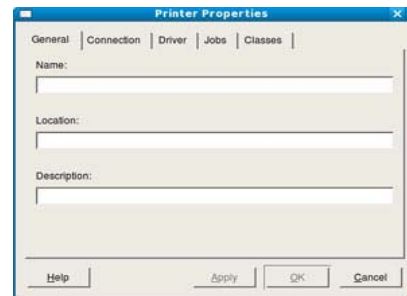 Printer Properties
General Connection Driver Jobs Classes
Name:
Location:
Description:
Help Apply OK Cancel